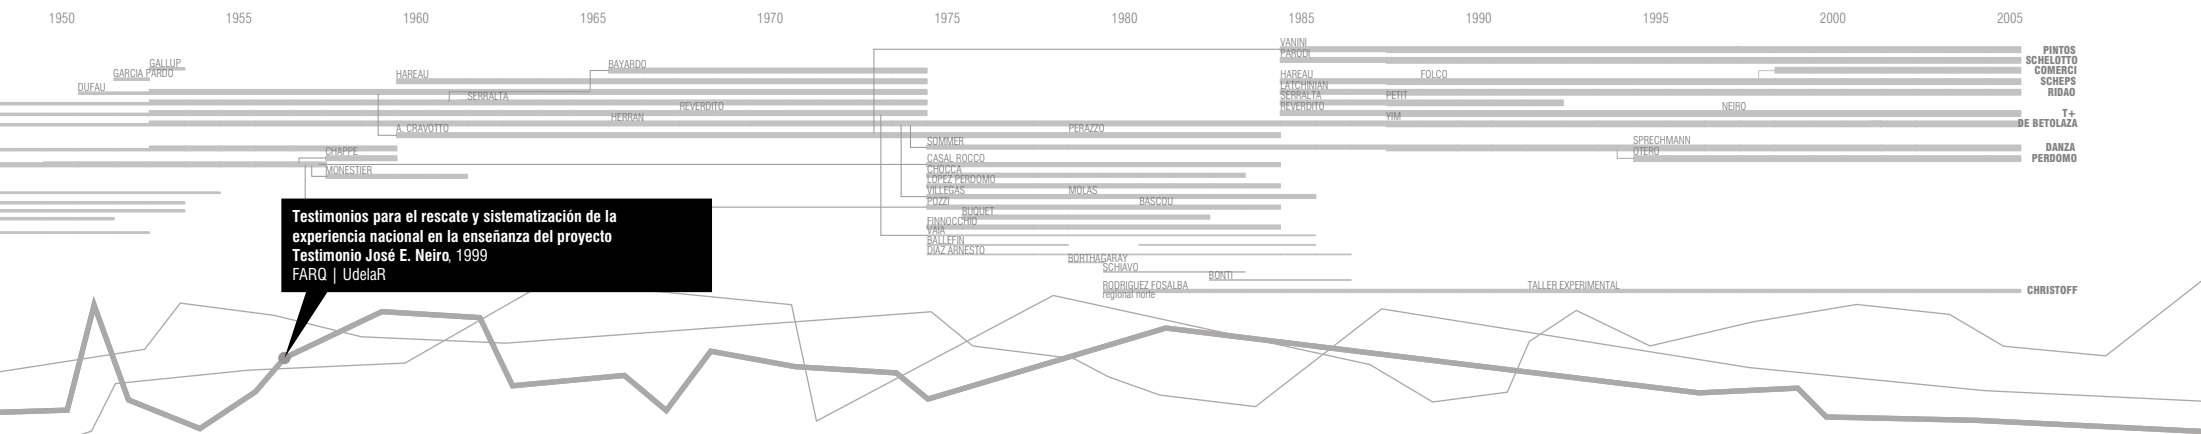 1950 1955 1960 1965 1970 1975 1980 1985 1990 1995 2000 2005
VANINI
PINTOS
PARODI
SCHELOTTO
GALLUP
BAYARDO
COMERCI
GARCIA PARDO
HAREAU
HAREAU
FOLCO
SCHEPS
DUFAU
LATCHINIAN
RIDAO
SERRALTA
SERRALTA
PETIT
REVERDITO
REVERDITO
NEIRO
HERRAN
YIM
T+
DE BETOLAZA
A. CRAVOTTO
PERAZZO
SOMMER
SPRECHMANN
DANZA
CHAPPE
OTERO
PERDOMO
CASAL ROCCO
MONESTIER
CHOCCA
LOPEZ PERDOMO
VILLEGAS
MOLAS
POZZI
BASCOU
BUQUET
FINNOCCHIO
VAIA
BALLEFIN
DIAZ ARNESTO
BORTHAGARAY
SCHIAVO
BONTI
RODRIGUEZ FOSALBA
TALLER EXPERIMENTAL
CHRISTOFF
regional norte
Testimonios para el rescate y sistematización de la
experiencia nacional en la enseñanza del proyecto
Testimonio José E. Neiro, 1999
FARQ | UdelaR